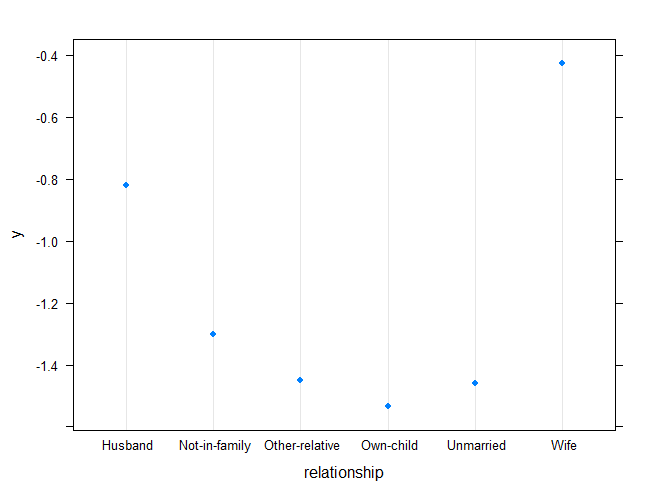 -0.4
-0.6
-0.8
-1.0
-1.2
-1.4
y
Husband Not-in-family Other-relative Own-child Unmarried Wife
relationship